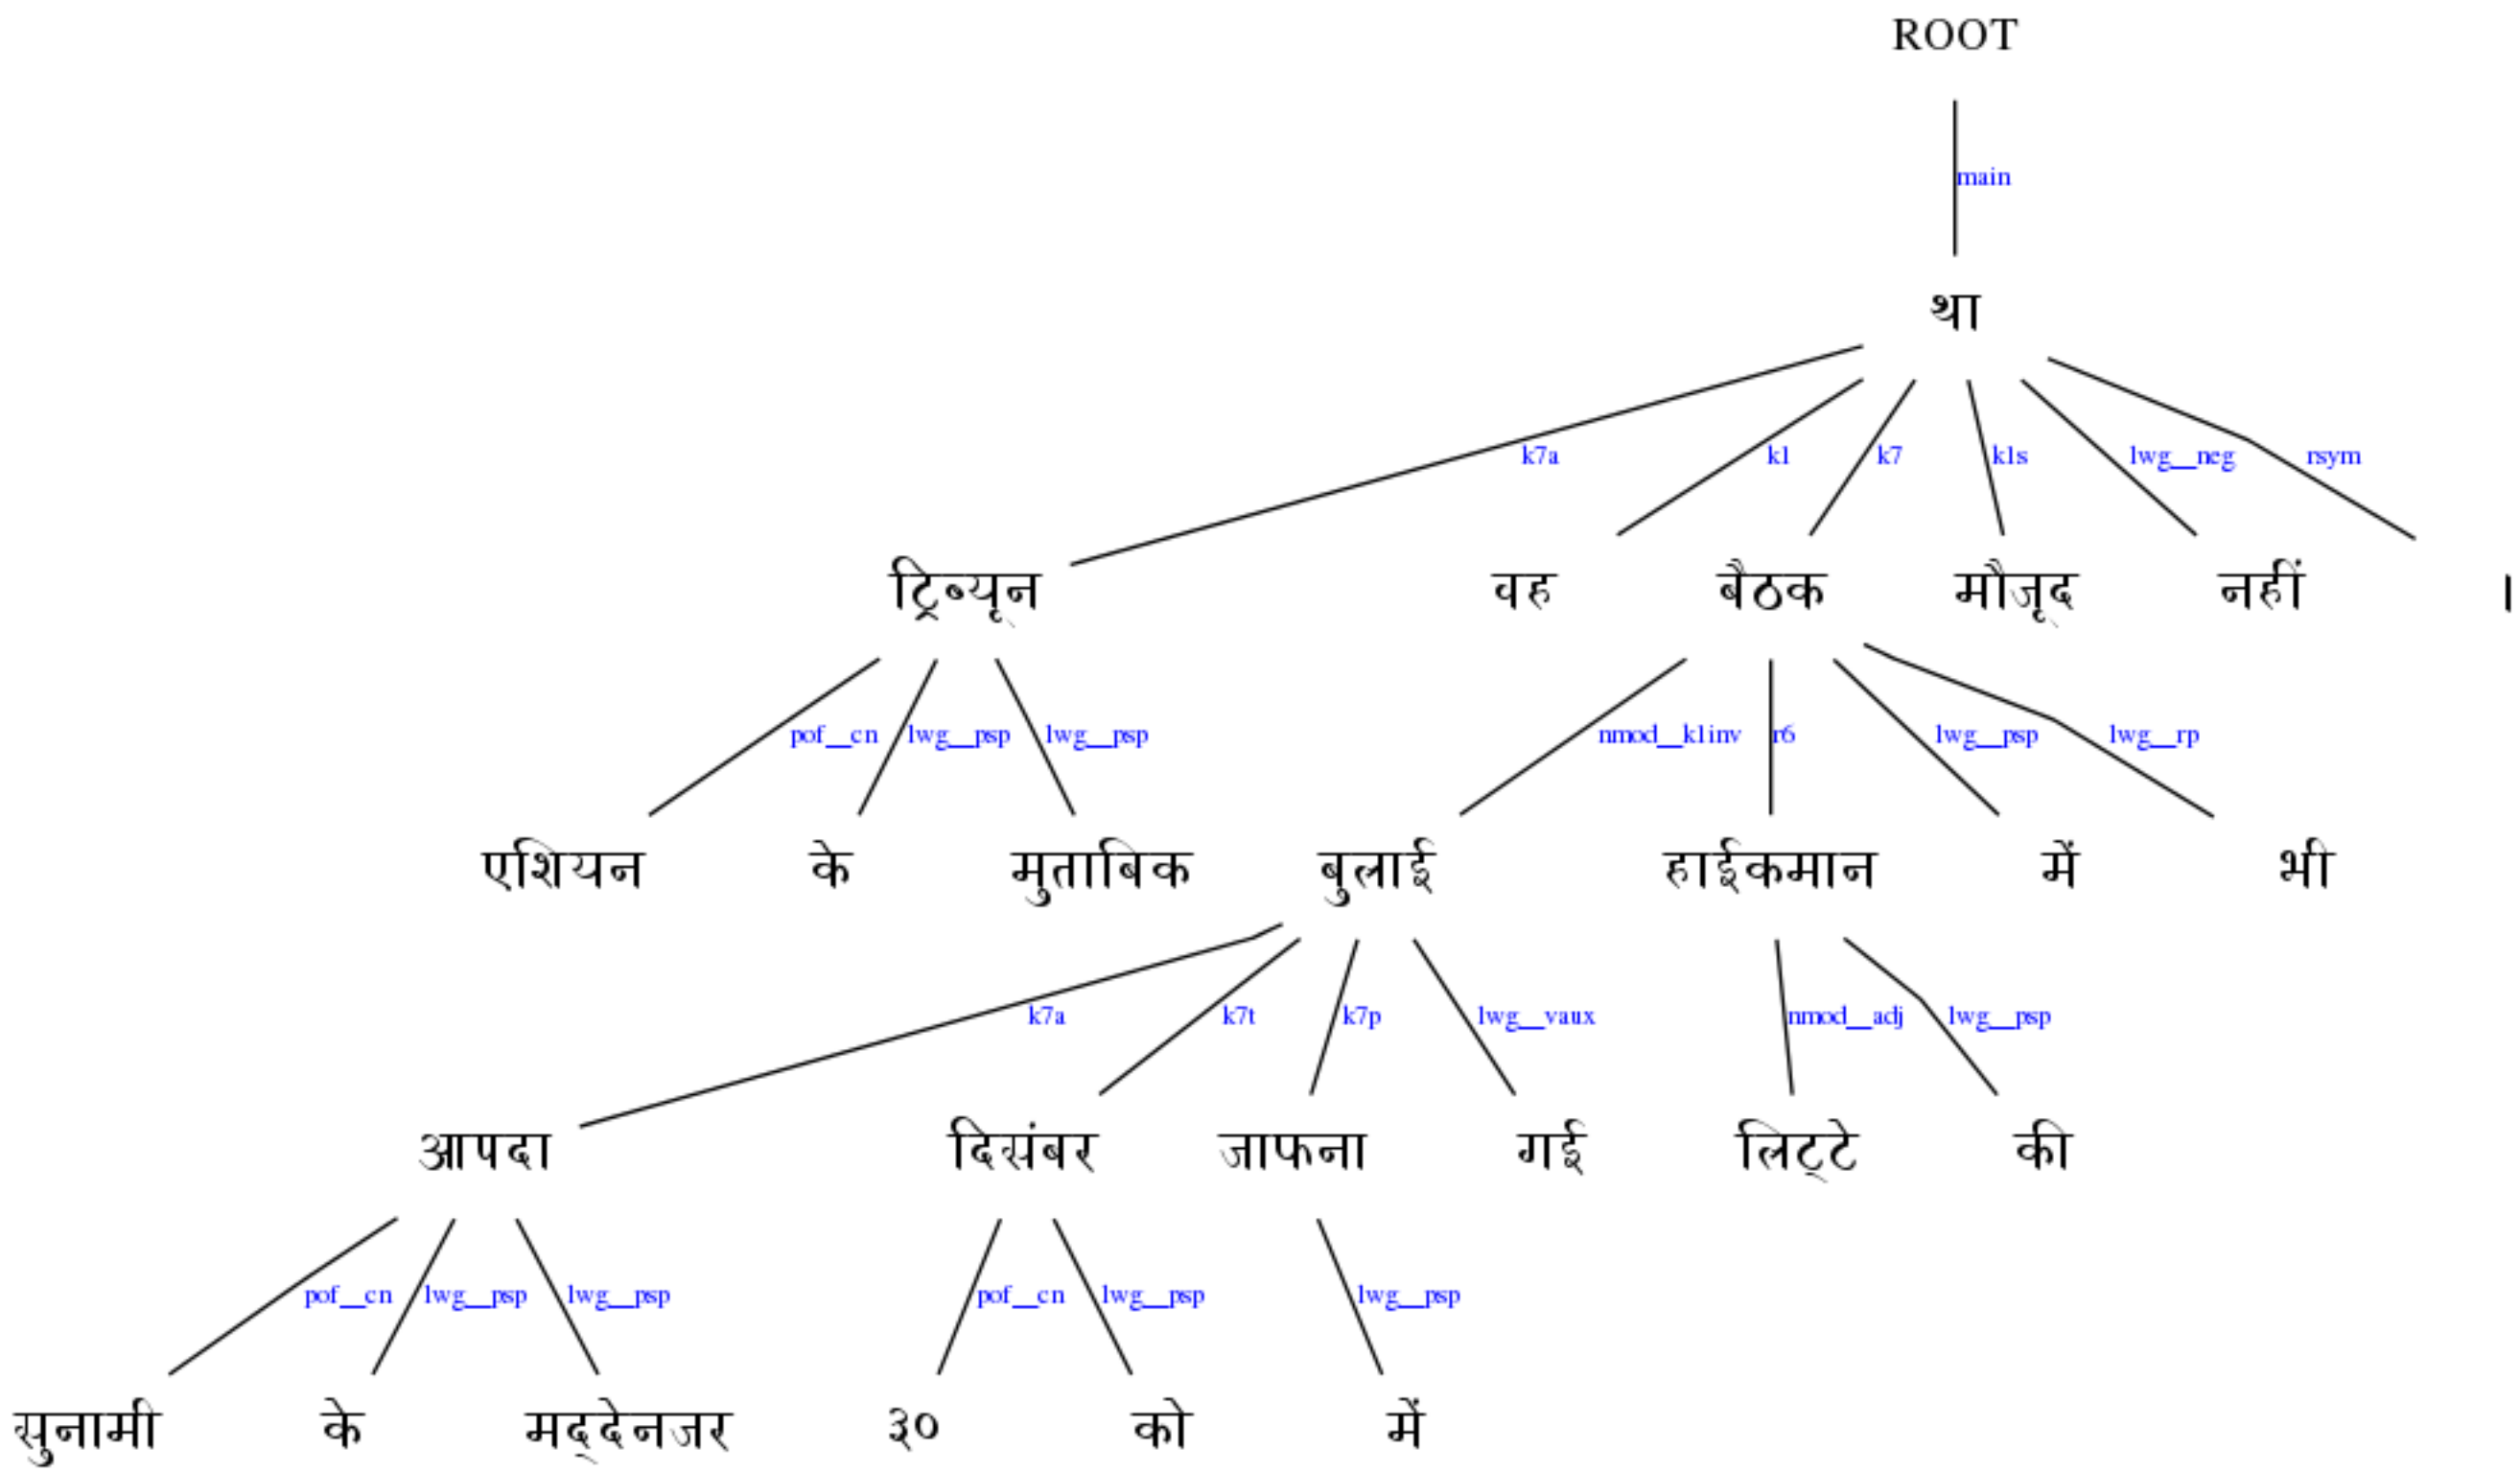 ROOT
main
था
k7a k1 k7 k1s lwg__neg rsym
ट्रिब्यून वह बैठक मौजूद नहीं ।
pof__cn lwg__psp lwg__psp nmod__k1inv r6 lwg__psp lwg__rp
एशियन के मुताबिक बुलाई हाईकमान में भी
k7a k7t k7p lwg__vaux nmod__adj lwg__psp
आपदा दिसंबर जाफना गई लिट्टे की
pof__cn lwg__psp lwg__psp pof__cn lwg__psp lwg__psp
सुनामी के मद्देनजर ३० को में